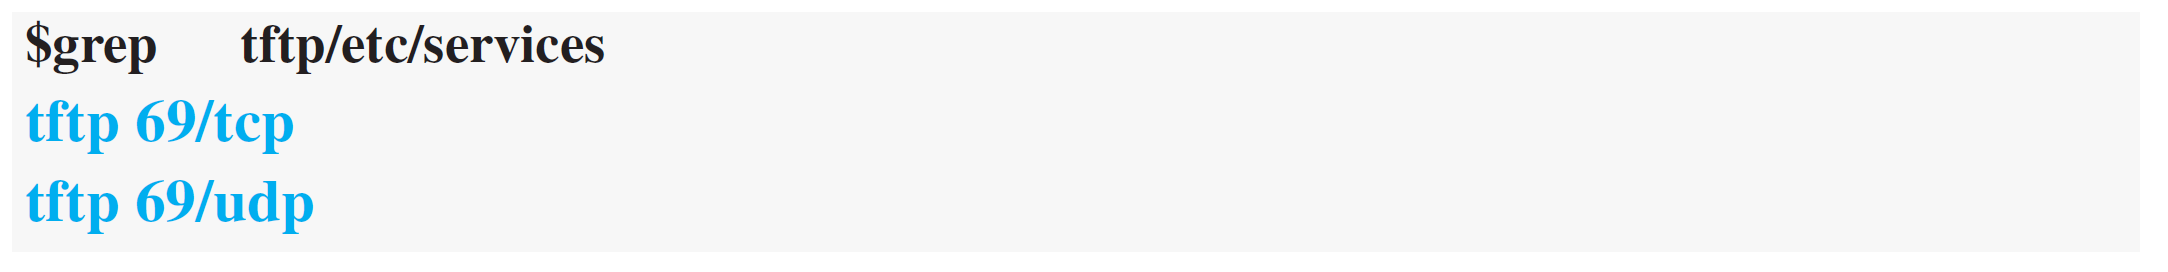 $grep tftp/etc/services
tftp 69/tcp
tftp 69/udp